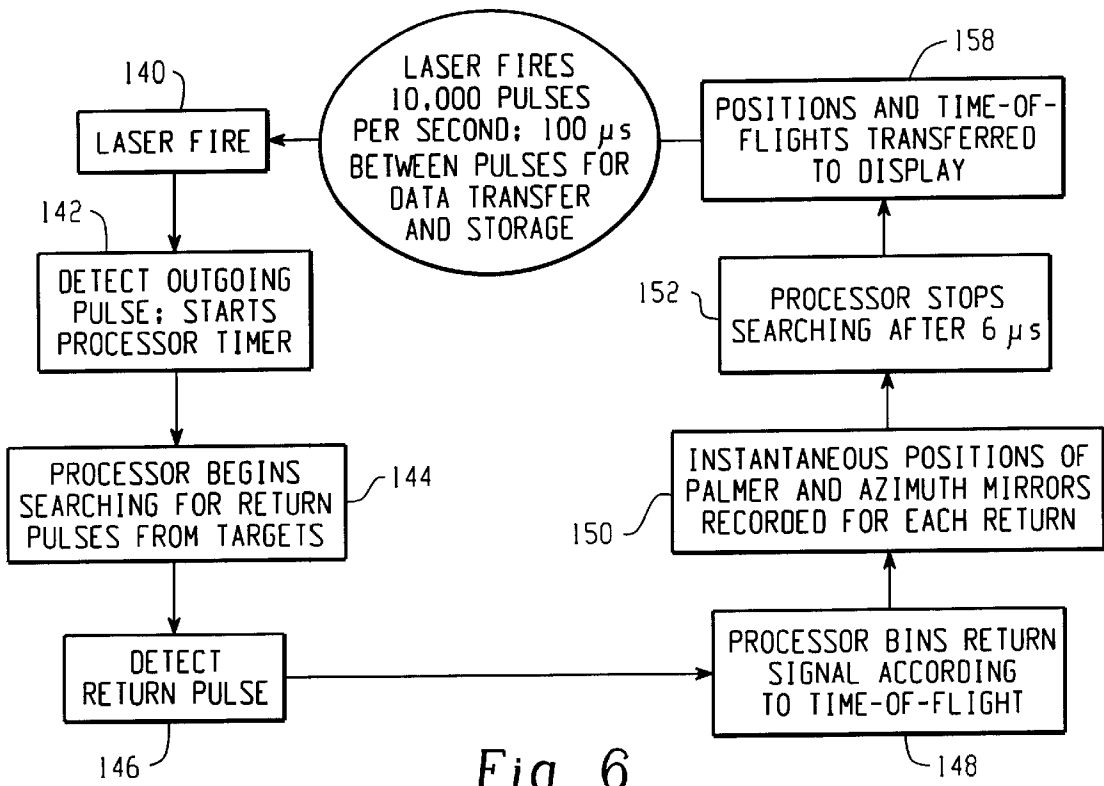 140
LASER FIRE
LASER FIRES
10,000 PULSES
PER SECOND; 100 μs
BETWEEN PULSES FOR
DATA TRANSFER
AND STORAGE
158
POSITIONS AND TIME-OF-
FLIGHTS TRANSFERRED
TO DISPLAY
142
DETECT OUTGOING
PULSE; STARTS
PROCESSOR TIMER
152
PROCESSOR STOPS
SEARCHING AFTER 6 μs
PROCESSOR BEGINS
SEARCHING FOR RETURN
PULSES FROM TARGETS
144
INSTANTANEOUS POSITIONS OF
PALMER AND AZIMUTH MIRRORS
RECORDED FOR EACH RETURN
150
DETECT
RETURN PULSE
146
PROCESSOR BINS RETURN
SIGNAL ACCORDING
TO TIME-OF-FLIGHT
148
Fig. 6